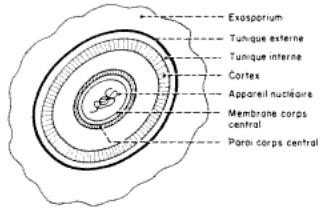 Exosporium
Tunique externe
Tunique interne
Cortex
Appareil nucléaire
Membrane corps
central
Paroi corps central